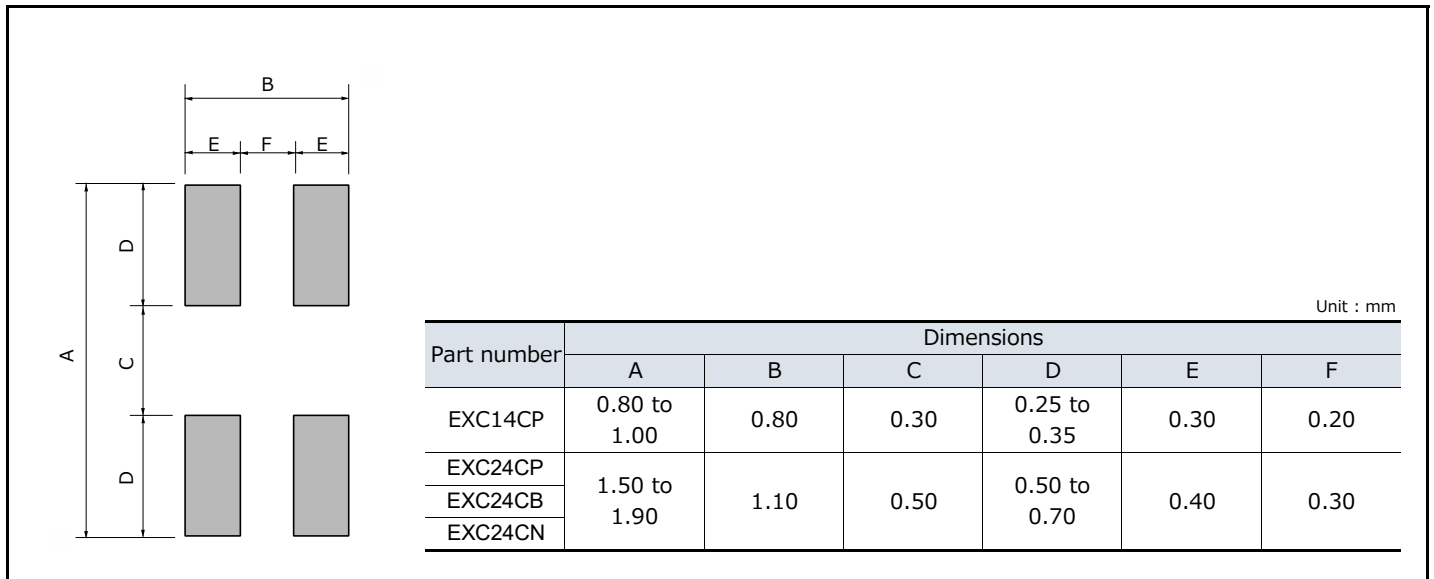 B
E F E
D
A
C
D
Unit : mm
Part number Dimensions
A B C D E F
EXC14CP 0.80 to 1.00 0.80 0.30 0.25 to 0.35 0.30 0.20
EXC24CP
EXC24CB 1.50 to 1.90 1.10 0.50 0.50 to 0.70 0.40 0.30
EXC24CN